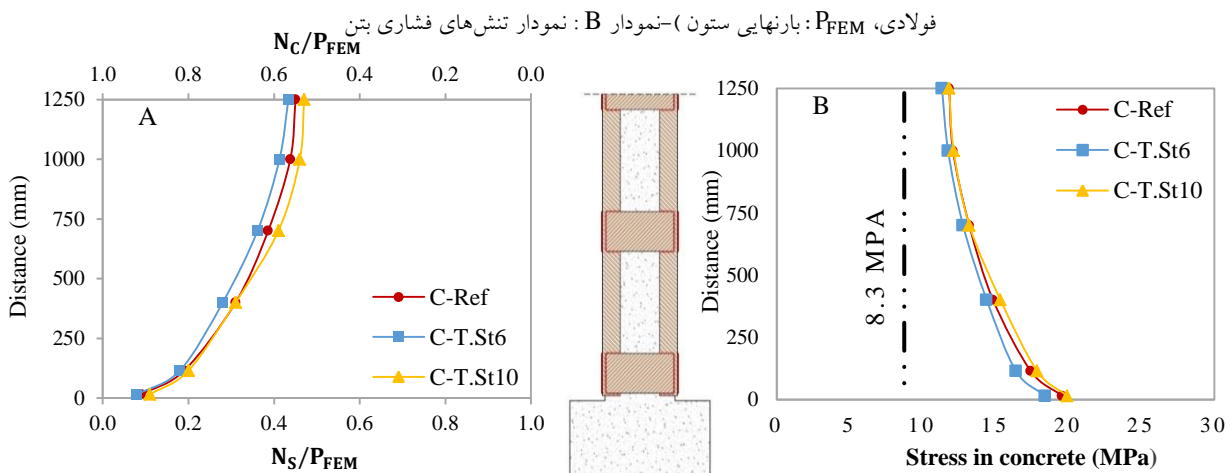 فولادی، P_FEM: بارنهایی ستون )-نمودار B : نمودار تنش‌های فشاری بتن
N_C/P_FEM
1.0 0.8 0.6 0.4 0.2 0.0
A
1250
1000
750
500
250
0
Distance (mm)
C-Ref
C-T.St6
C-T.St10
0.0 0.2 0.4 0.6 0.8 1
N_S/P_FEM
B
1250
1000
750
500
250
0
Distance (mm)
8.3 MPA
C-Ref
C-T.St6
C-T.St10
0 5 10 15 20 25 30
Stress in concrete (MPa)